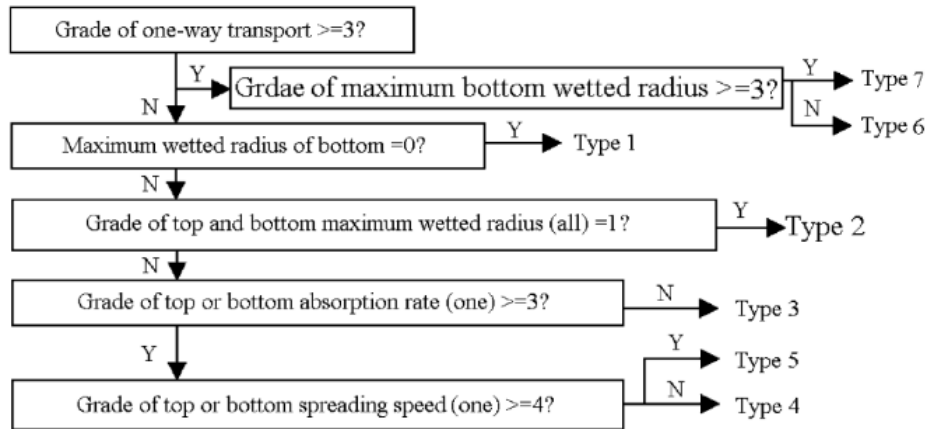 Grade of one-way transport >=3?
Y
Grdae of maximum bottom wetted radius >=3?
Y
Type 7
N
Type 6
N
Maximum wetted radius of bottom =0?
Y
Type 1
N
Grade of top and bottom maximum wetted radius (all) =1?
Y
Type 2
N
Grade of top or bottom absorption rate (one) >=3?
N
Type 3
Y
Grade of top or bottom spreading speed (one) >=4?
Y
Type 5
N
Type 4